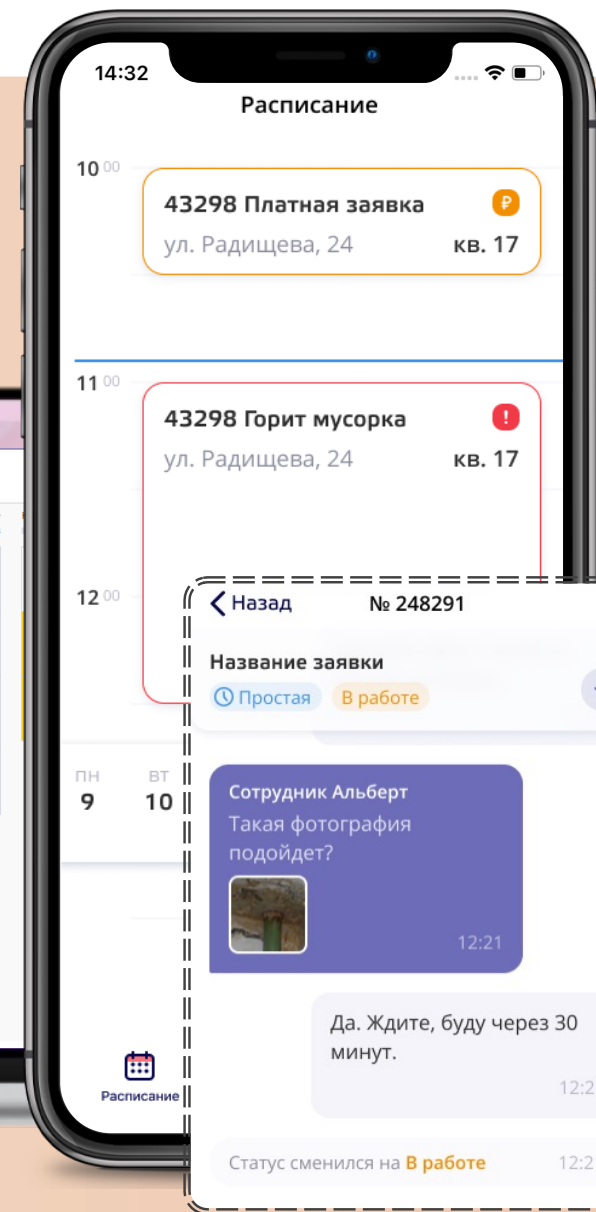 14:32
Расписание
10 00
43298 Платная заявка
ул. Радищева, 24 кв. 17
11 00
43298 Горит мусорка
ул. Радищева, 24 кв. 17
12 00
Назад № 248291
Название заявки
Простая В работе
ПН ВТ
9 10
Сотрудник Альберт
Такая фотография
подойдет?
12:21
Да. Ждите, буду через 30
минут.
Расписание
Статус сменился на В работе